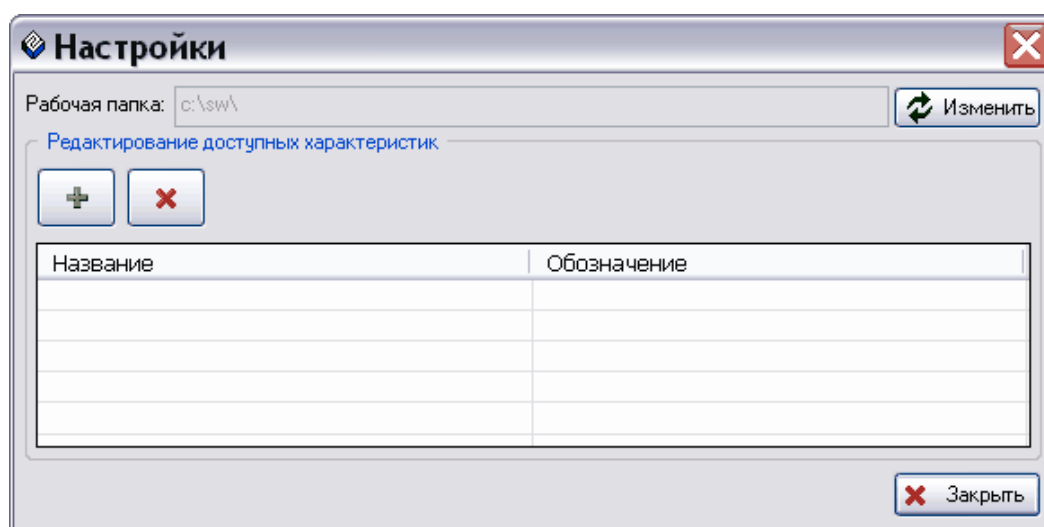 Настройки
Рабочая папка: c:\sw\ Изменить
Редактирование доступных характеристик
Название Обозначение
Закрыть